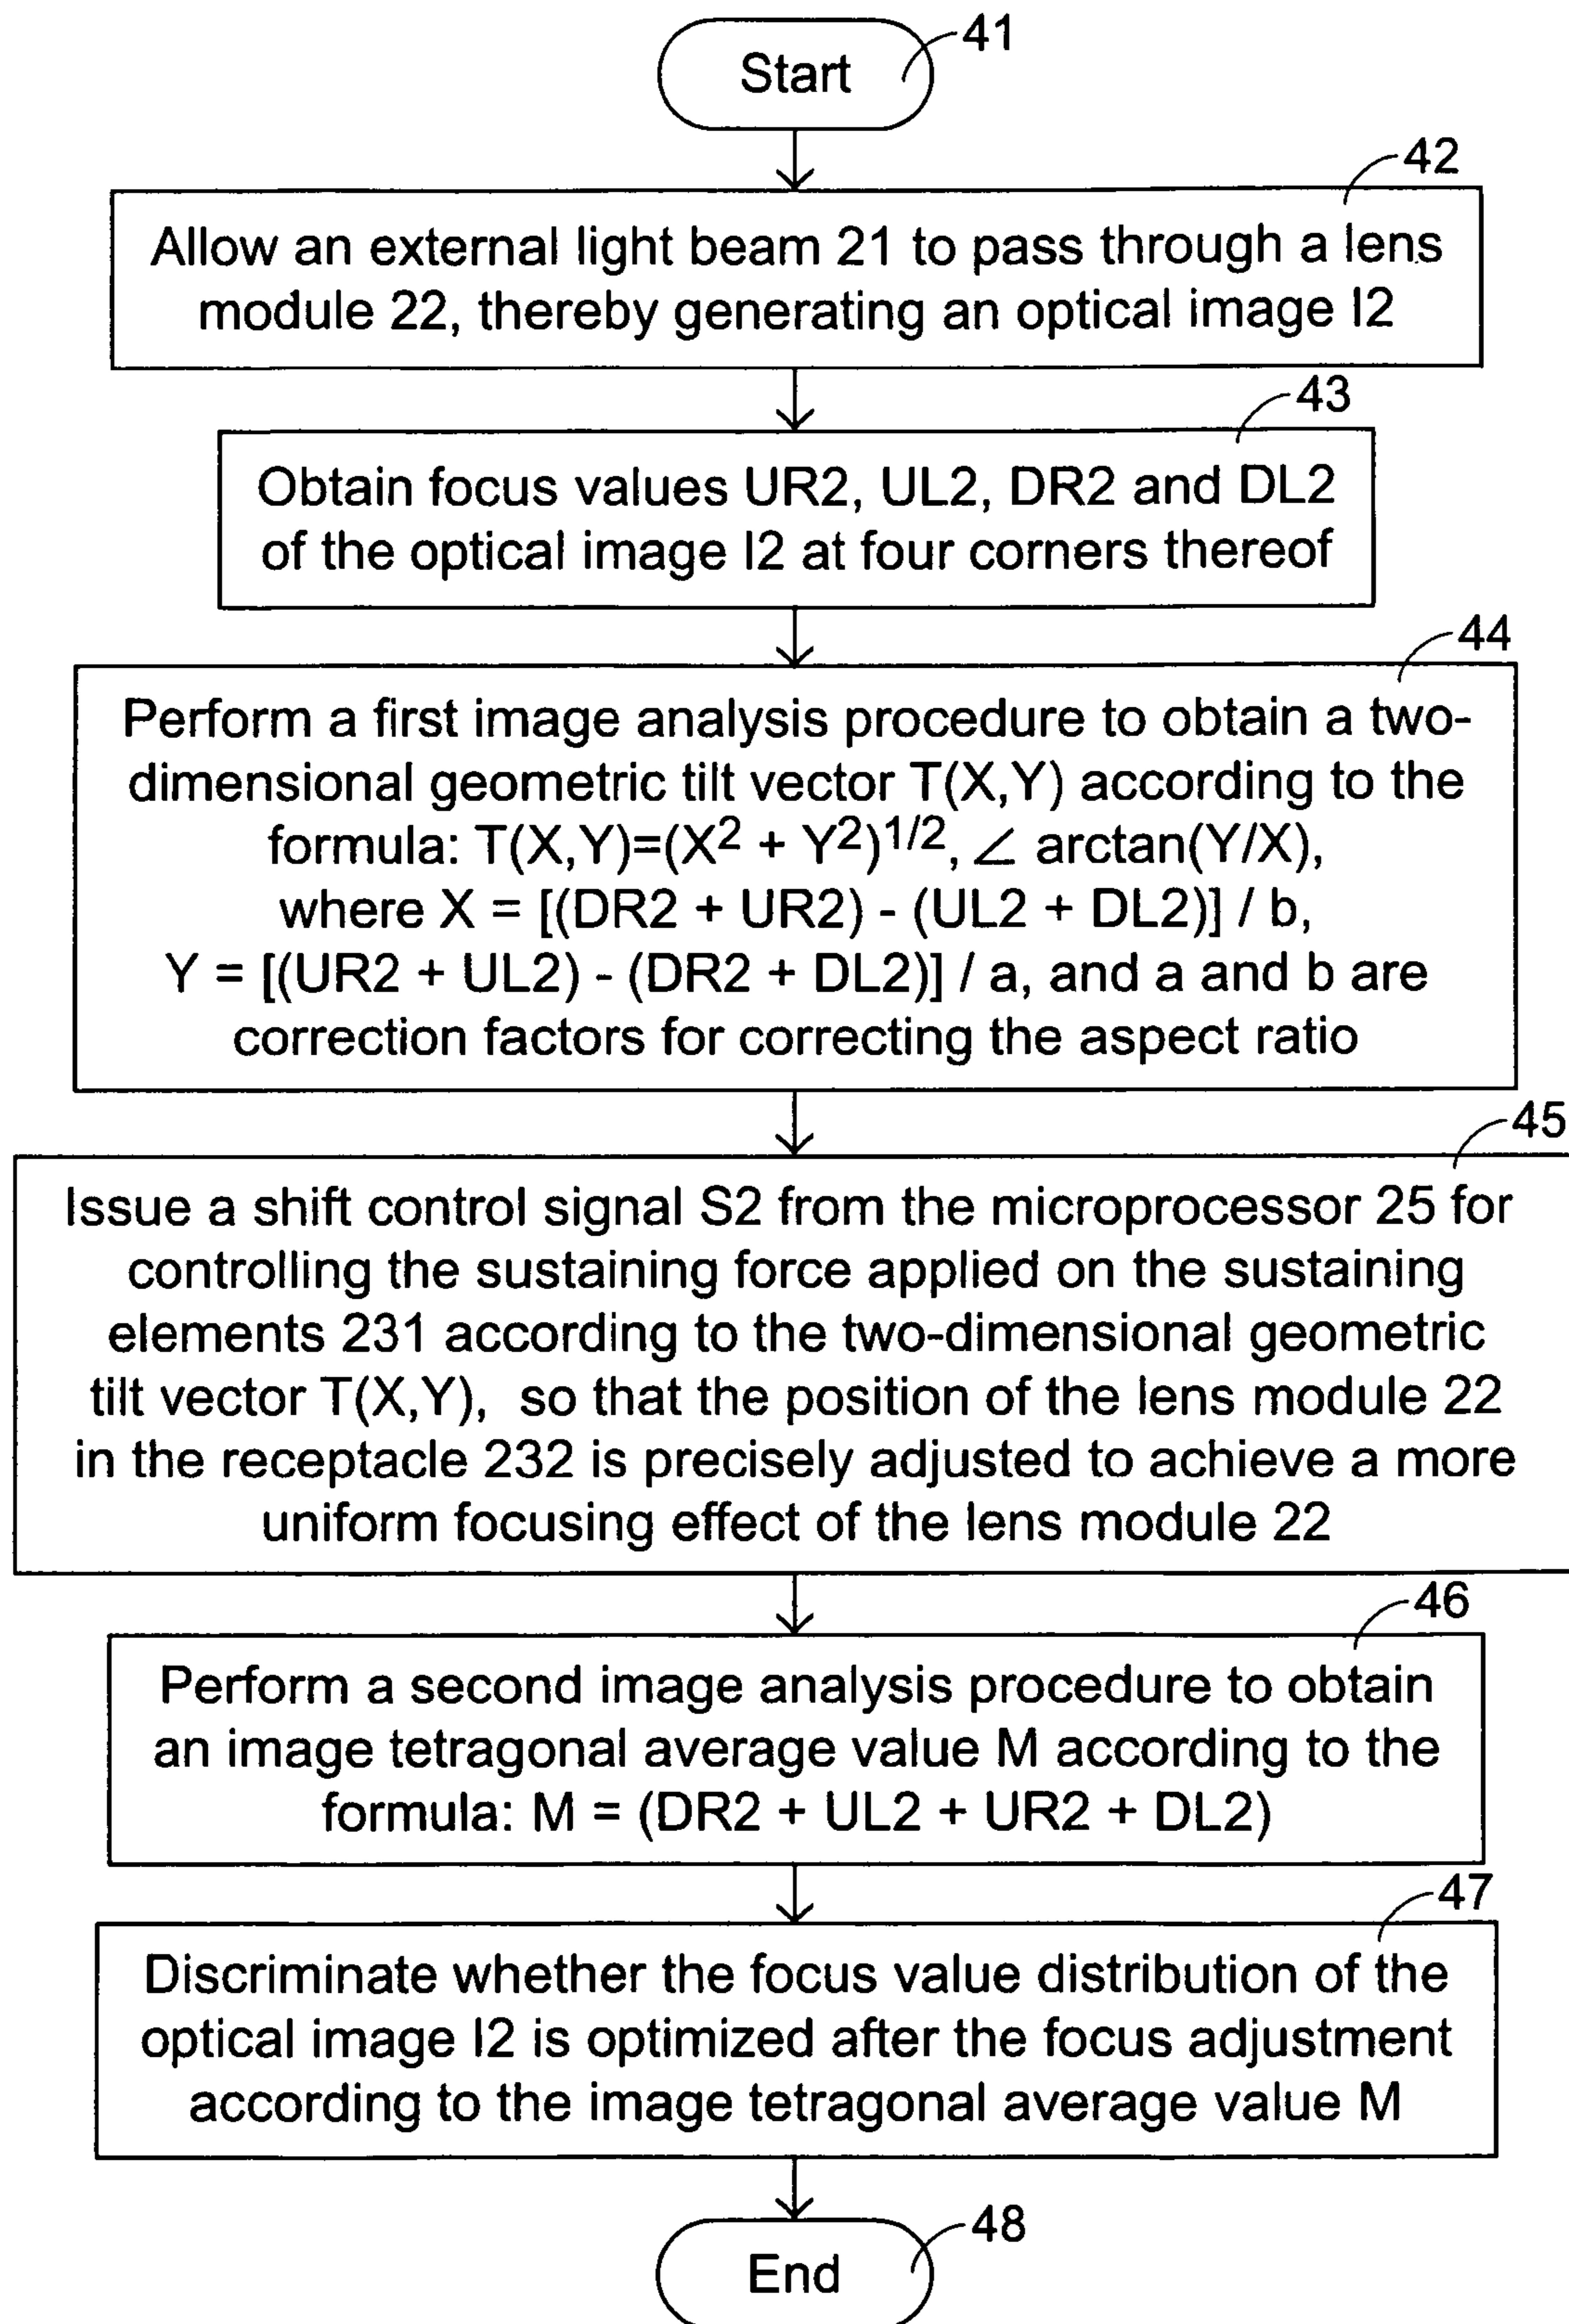 41
Start
42
Allow an external light beam 21 to pass through a lens
module 22, thereby generating an optical image I2
43
Obtain focus values UR2, UL2, DR2 and DL2
of the optical image I2 at four corners thereof
44
Perform a first image analysis procedure to obtain a two-
dimensional geometric tilt vector T(X,Y) according to the
formula: T(X,Y)=(X² + Y²)^1/2, ∠ arctan(Y/X),
where X = [(DR2 + UR2) - (UL2 + DL2)] / b,
Y = [(UR2 + UL2) - (DR2 + DL2)] / a, and a and b are
correction factors for correcting the aspect ratio
45
Issue a shift control signal S2 from the microprocessor 25 for
controlling the sustaining force applied on the sustaining
elements 231 according to the two-dimensional geometric
tilt vector T(X,Y), so that the position of the lens module 22
in the receptacle 232 is precisely adjusted to achieve a more
uniform focusing effect of the lens module 22
46
Perform a second image analysis procedure to obtain
an image tetragonal average value M according to the
formula: M = (DR2 + UL2 + UR2 + DL2)
47
Discriminate whether the focus value distribution of the
optical image I2 is optimized after the focus adjustment
according to the image tetragonal average value M
48
End